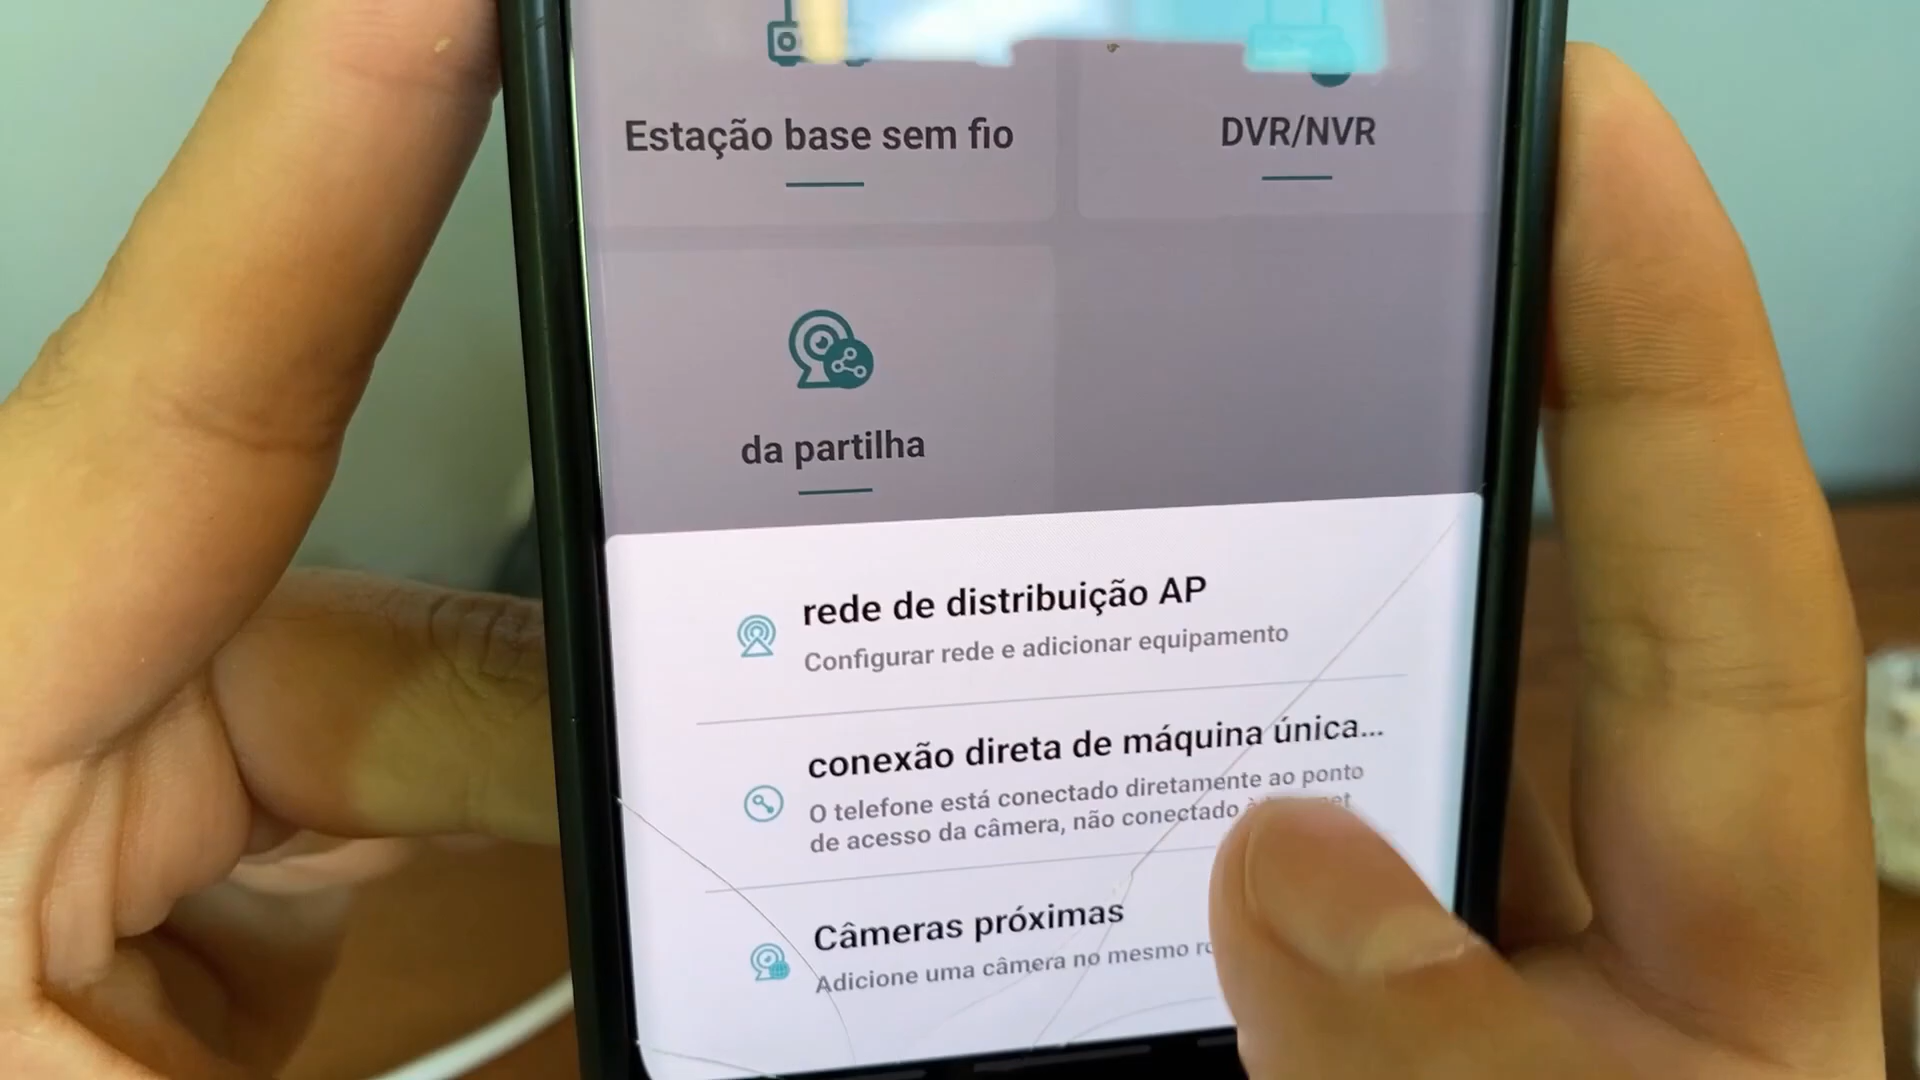 Estação base sem fio
DVR/NVR
da partilha
rede de distribuição AP
Configurar rede e adicionar equipamento
conexão direta de máquina única...
O telefone está conectado diretamente ao ponto
de acesso da câmera, não conectado
Câmeras próximas
Adicione uma câmera no mesmo